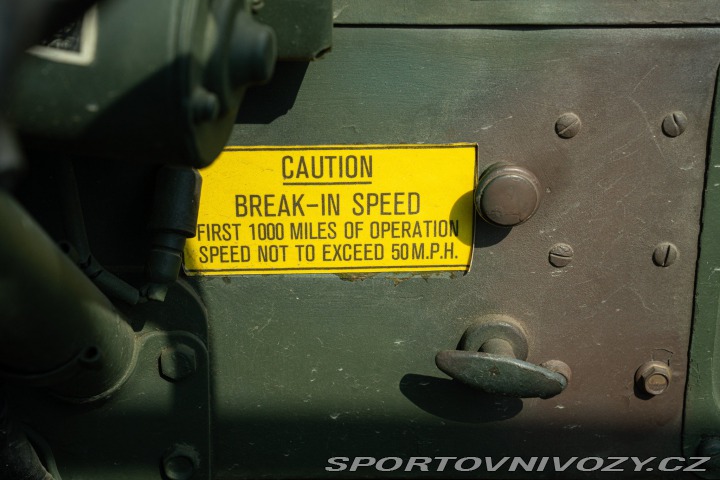 CAUTION
BREAK-IN SPEED
FIRST 1000 MILES OF OPERATION
SPEED NOT TO EXCEED 50 M.P.H.
SPORTOVNIVOZY.CZ